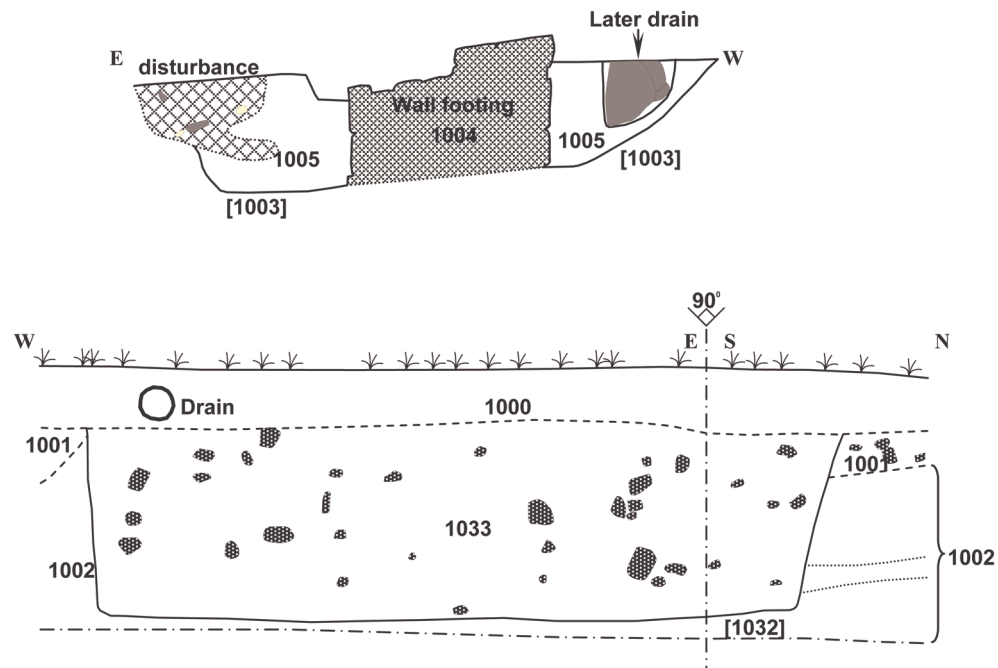 Later drain
E
W
disturbance
Wall footing
1004
1005
1005
[1003]
[1003]
90°
W
E
S
N
Drain
1000
1001
1001
1033
1002
1002
[1032]